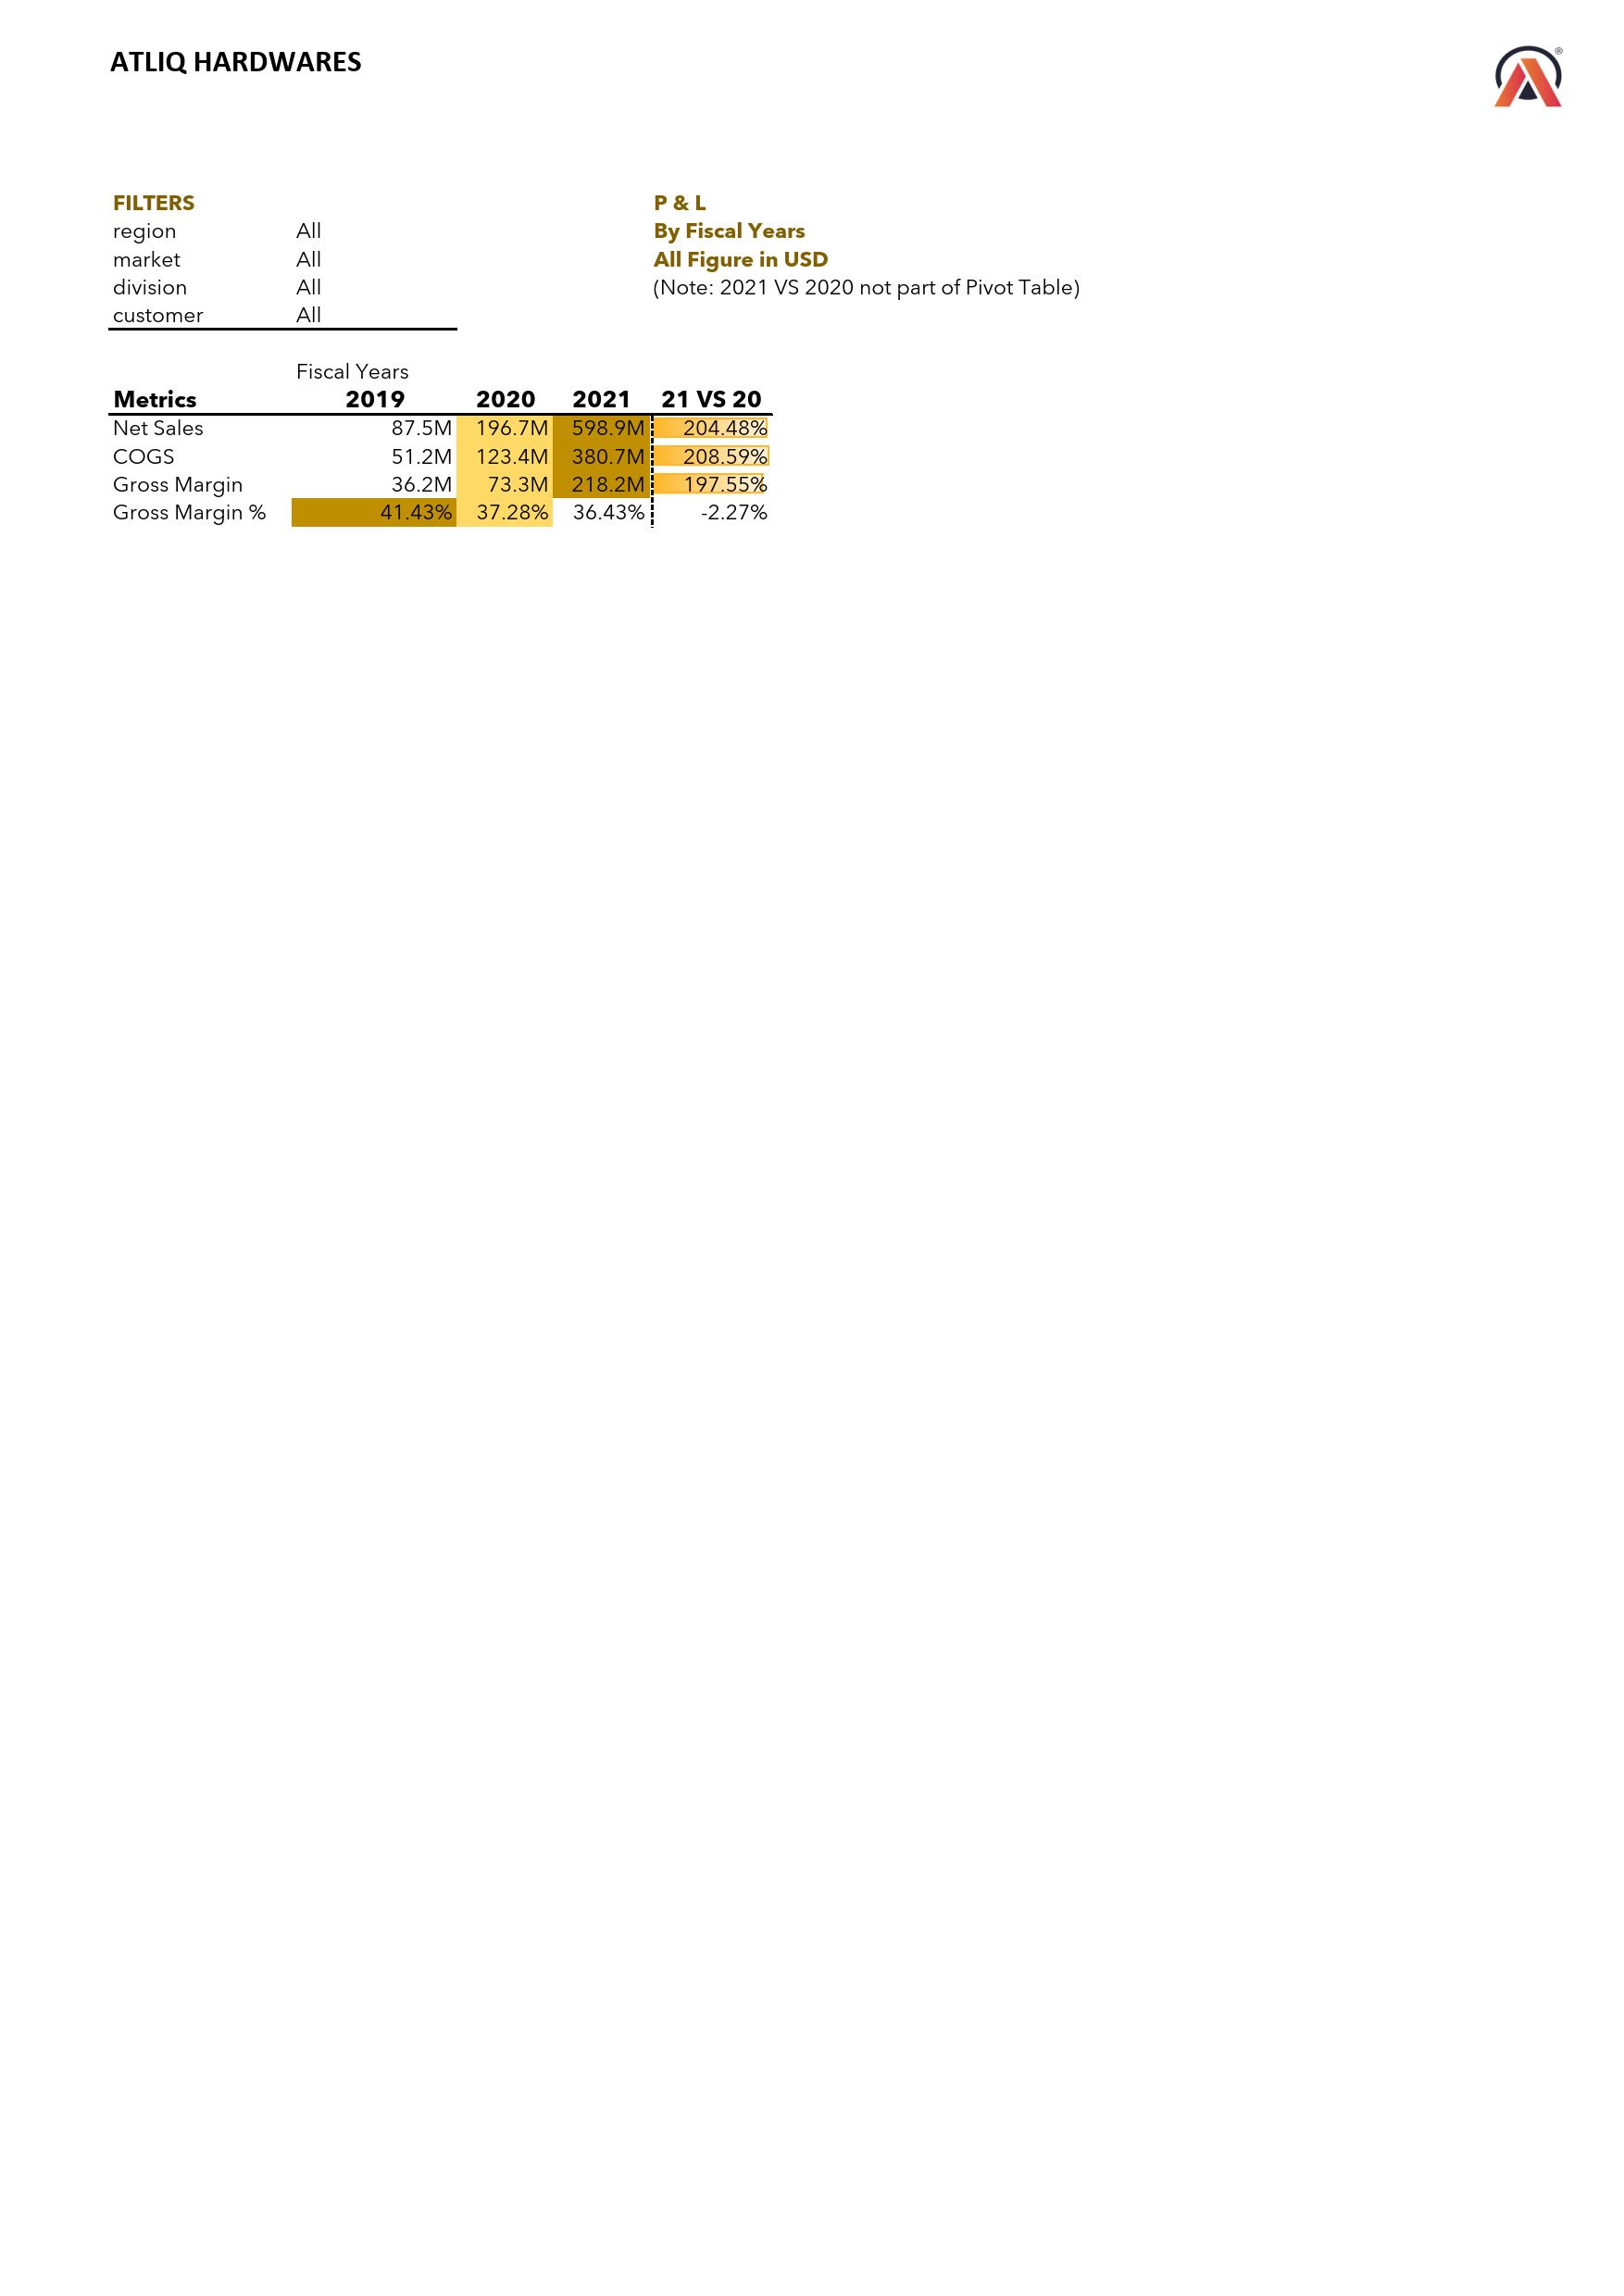 ATLIQ HARDWARES
®
FILTERS
region All
market All
division All
customer All
P & L
By Fiscal Years
All Figure in USD
(Note: 2021 VS 2020 not part of Pivot Table)
Fiscal Years
Metrics 2019 2020 2021 21 VS 20
Net Sales 87.5M 196.7M 598.9M 204.48%
COGS 51.2M 123.4M 380.7M 208.59%
Gross Margin 36.2M 73.3M 218.2M 197.55%
Gross Margin % 41.43% 37.28% 36.43% -2.27%